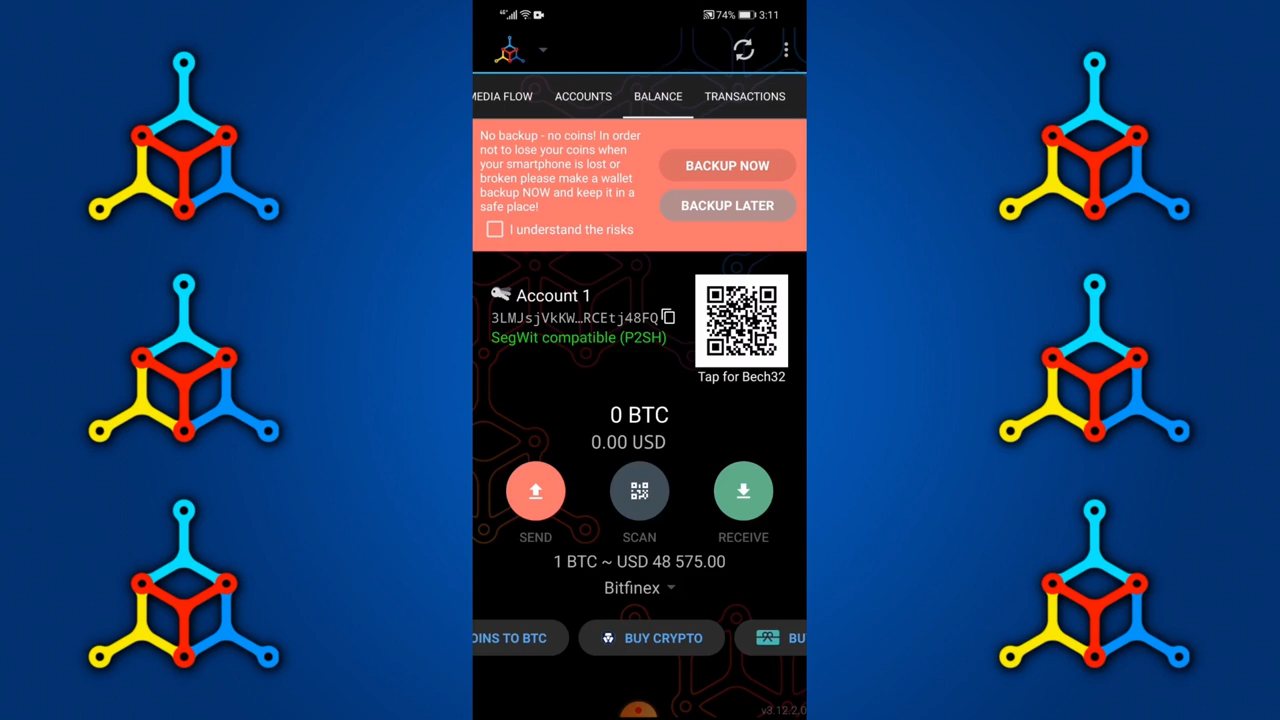 4G 74% 3:11
MEDIA FLOW ACCOUNTS BALANCE TRANSACTIONS
No backup - no coins! In order
not to lose your coins when
your smartphone is lost or
broken please make a wallet
backup NOW and keep it in a
safe place!
I understand the risks
BACKUP NOW
BACKUP LATER
Account 1
3LMJsjVkKW…RCEtj48FQ
SegWit compatible (P2SH)
Tap for Bech32
0 BTC
0.00 USD
SEND SCAN RECEIVE
1 BTC ~ USD 48 575.00
Bitfinex
OINS TO BTC BUY CRYPTO BU
v3.12.2.0